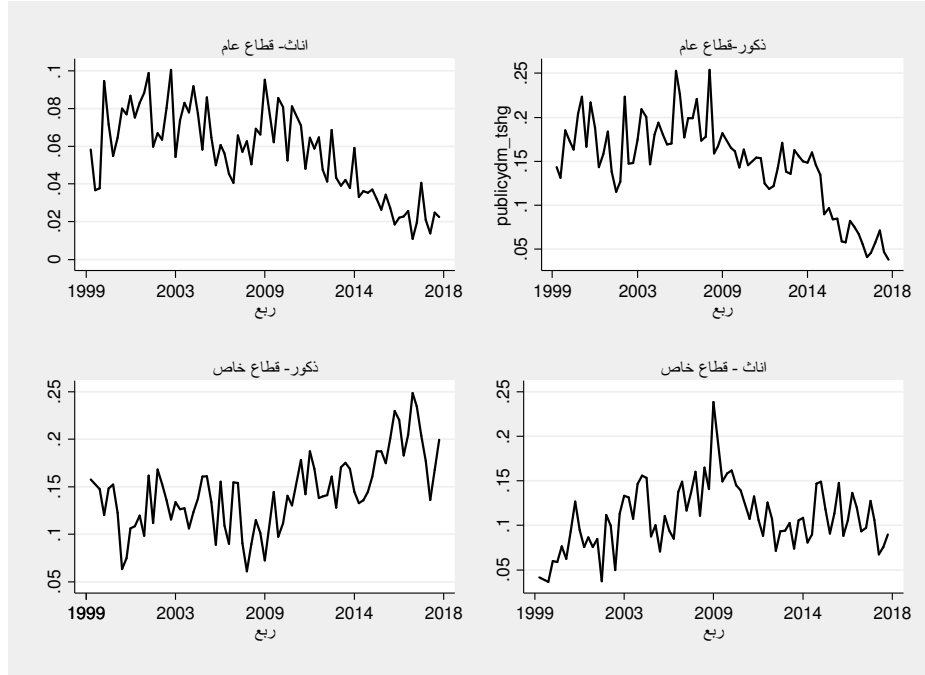 اناث- قطاع عام
0 .02 .04 .06 .08 .1
1999 2003 2009 2014 2018
ربع
ذكور-قطاع عام
publicydm_tshg
.05 .1 .15 .2 .25
1999 2003 2009 2014 2018
ربع
ذكور- قطاع خاص
.05 .1 .15 .2 .25
1999 2003 2009 2014 2018
ربع
اناث - قطاع خاص
.05 .1 .15 .2 .25
1999 2003 2009 2014 2018
ربع